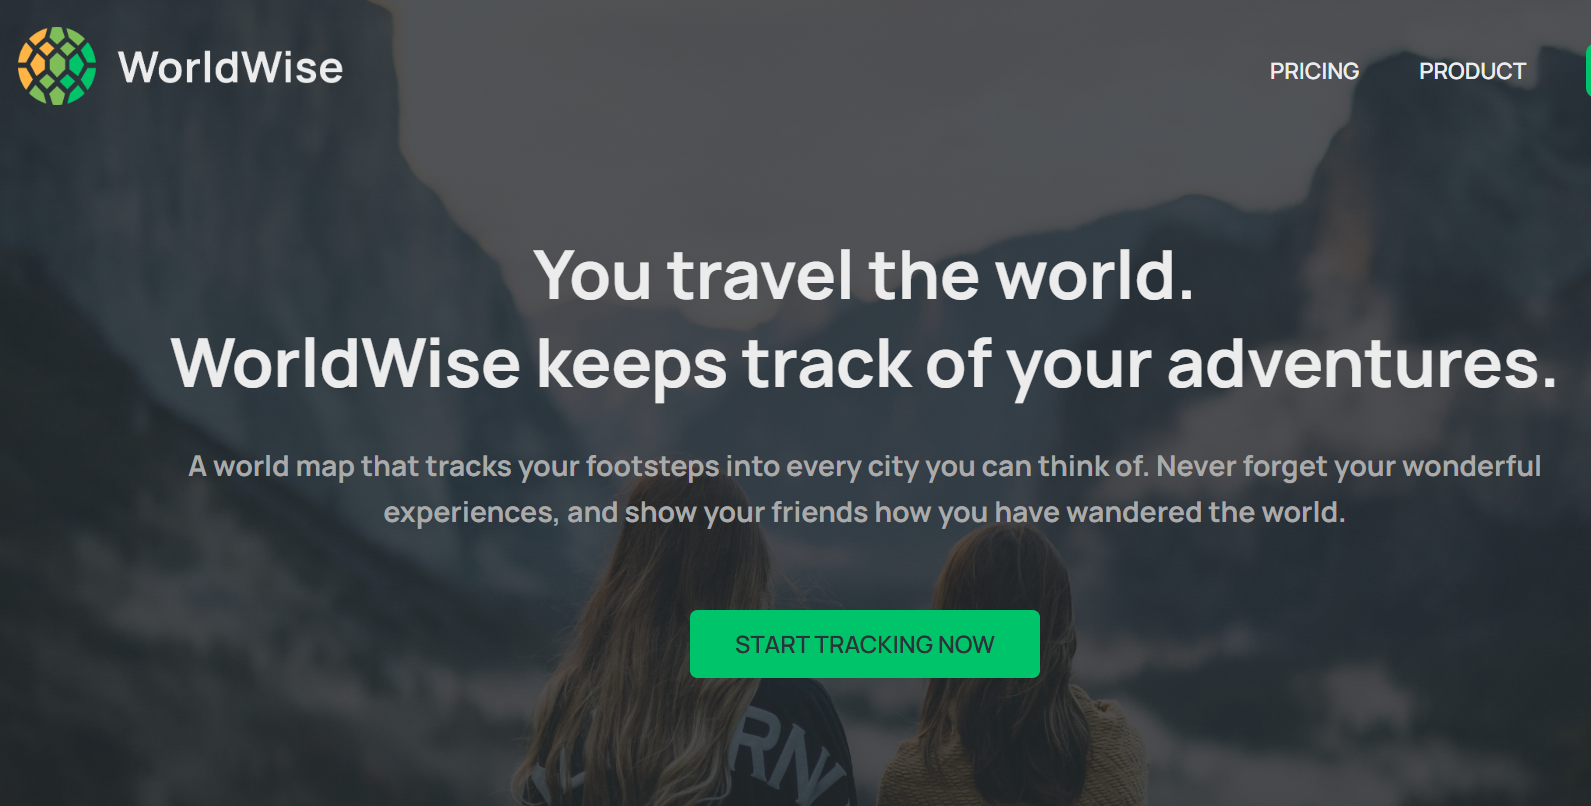 WorldWise
PRICING PRODUCT
You travel the world.
WorldWise keeps track of your adventures.
A world map that tracks your footsteps into every city you can think of. Never forget your wonderful
experiences, and show your friends how you have wandered the world.
START TRACKING NOW